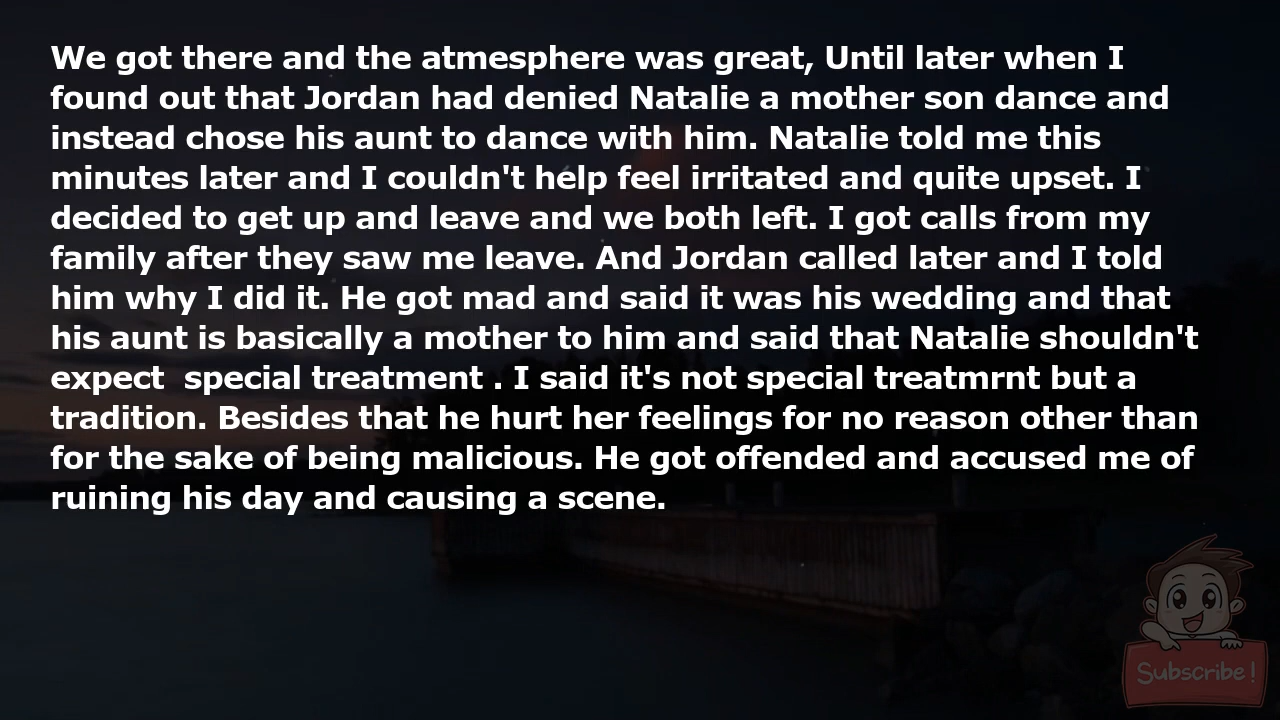 We got there and the atmesphere was great, Until later when I
found out that Jordan had denied Natalie a mother son dance and
instead chose his aunt to dance with him. Natalie told me this
minutes later and I couldn't help feel irritated and quite upset. I
decided to get up and leave and we both left. I got calls from my
family after they saw me leave. And Jordan called later and I told
him why I did it. He got mad and said it was his wedding and that
his aunt is basically a mother to him and said that Natalie shouldn't
expect  special treatment . I said it's not special treatmrnt but a
tradition. Besides that he hurt her feelings for no reason other than
for the sake of being malicious. He got offended and accused me of
ruining his day and causing a scene.
Subscribe!